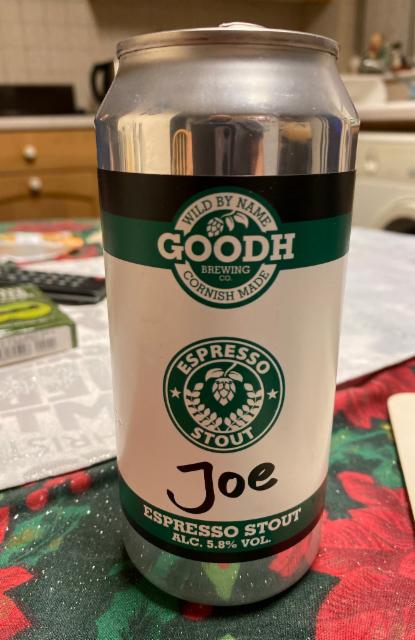 WILD BY NAME
GOODH
BREWING
CO.
CORNISH MADE
ESPRESSO
STOUT
Joe
ESPRESSO STOUT
ALC. 5.8% VOL.